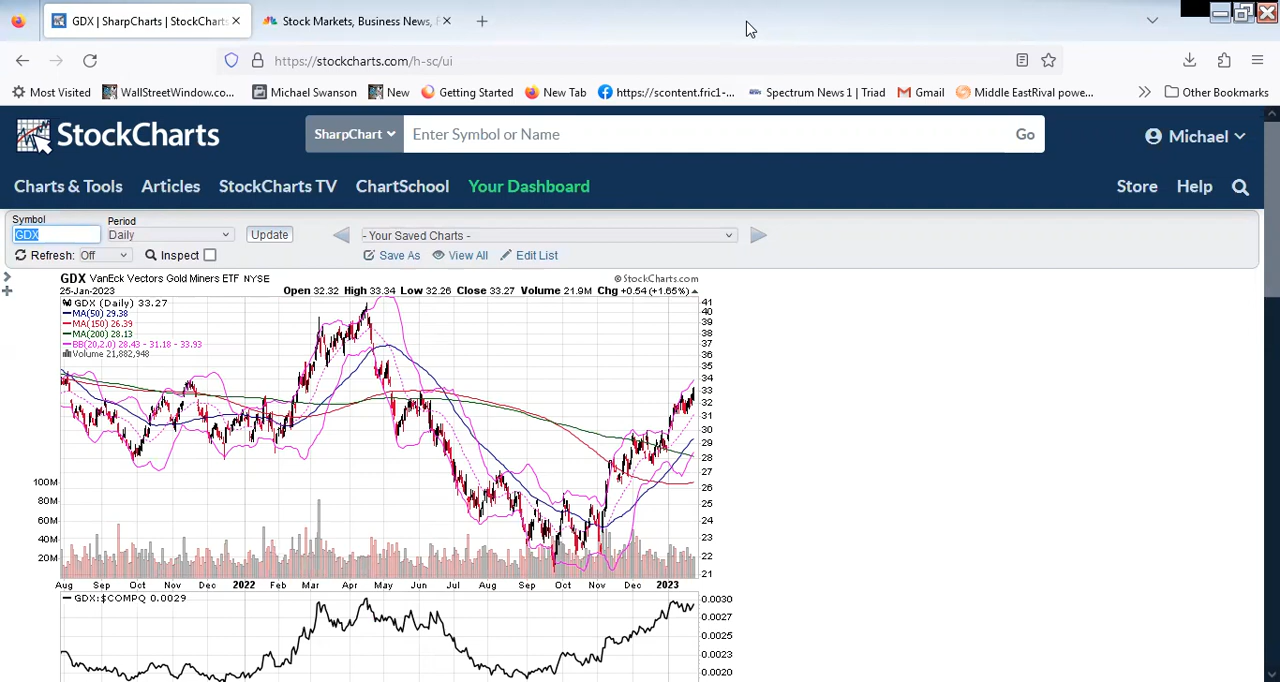 GDX | SharpCharts | StockCharts
Stock Markets, Business News, F
https://stockcharts.com/h-sc/ui
Most Visited
WallStreetWindow.co...
Michael Swanson
New
Getting Started
New Tab
https://scontent.fric1-...
Spectrum News 1 | Triad
Gmail
Middle EastRival powe...
Other Bookmarks
StockCharts
SharpChart
Enter Symbol or Name
Go
Michael
Charts & Tools
Articles
StockCharts TV
ChartSchool
Your Dashboard
Store
Help
Symbol
Period
GDX
Daily
Update
- Your Saved Charts -
Refresh: Off
Inspect
Save As
View All
Edit List
GDX VanEck Vectors Gold Miners ETF NYSE
© StockCharts.com
25-Jan-2023
Open 32.32 High 33.34 Low 32.26 Close 33.27 Volume 21.9M Chg +0.54 (+1.65%)
GDX (Daily) 33.27
MA(50) 29.38
MA(150) 26.39
MA(200) 28.13
BB(20,2.0) 28.43 - 31.18 - 33.93
Volume 21,882,948
41
40
39
38
37
36
35
34
33
32
31
30
29
28
27
26
25
24
23
22
21
100M
80M
60M
40M
20M
Aug Sep Oct Nov Dec 2022 Feb Mar Apr May Jun Jul Aug Sep Oct Nov Dec 2023
GDX:$COMPQ 0.0029
0.0030
0.0027
0.0025
0.0022
0.0020